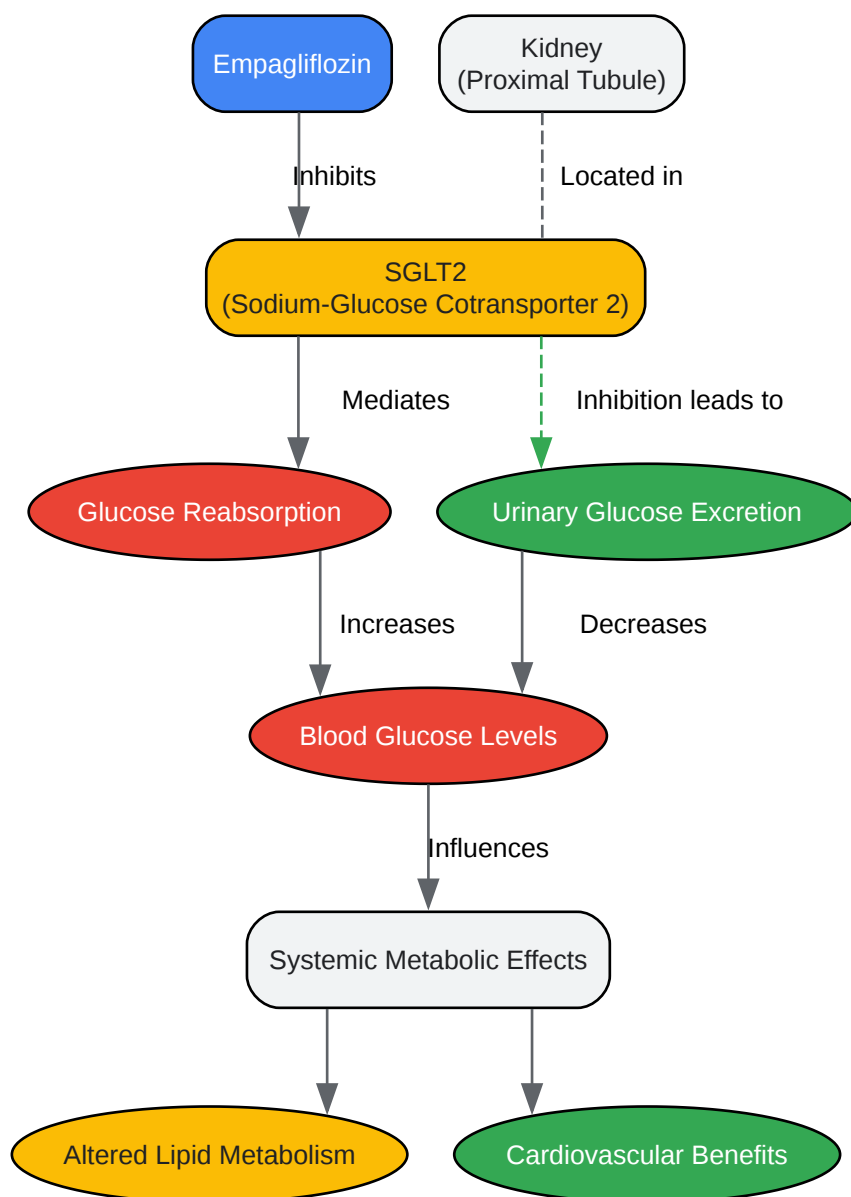 Empagliflozin
Kidney
(Proximal Tubule)
Inhibits
Located in
SGLT2
(Sodium-Glucose Cotransporter 2)
Mediates
Inhibition leads to
Glucose Reabsorption
Urinary Glucose Excretion
Increases
Decreases
Blood Glucose Levels
Influences
Systemic Metabolic Effects
Altered Lipid Metabolism
Cardiovascular Benefits